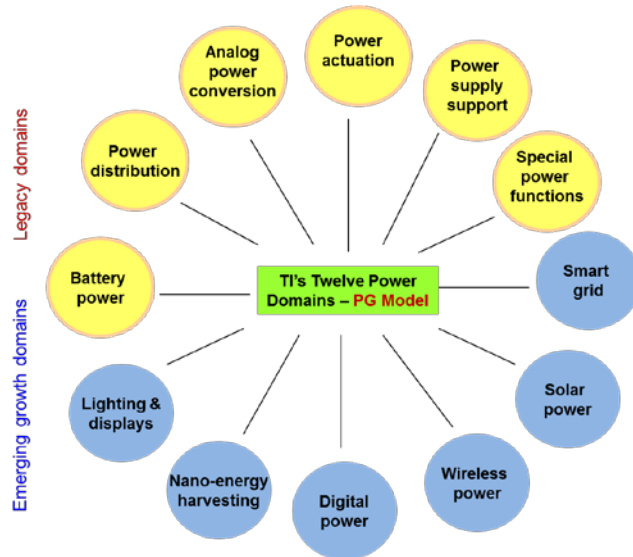 Power
actuation
Analog
power
conversion
Power
supply
support
Power
distribution
Special
power
functions
Legacy domains
Battery
power
TI's Twelve Power
Domains – PG Model
Smart
grid
Emerging growth domains
Lighting &
displays
Solar
power
Nano-energy
harvesting
Digital
power
Wireless
power